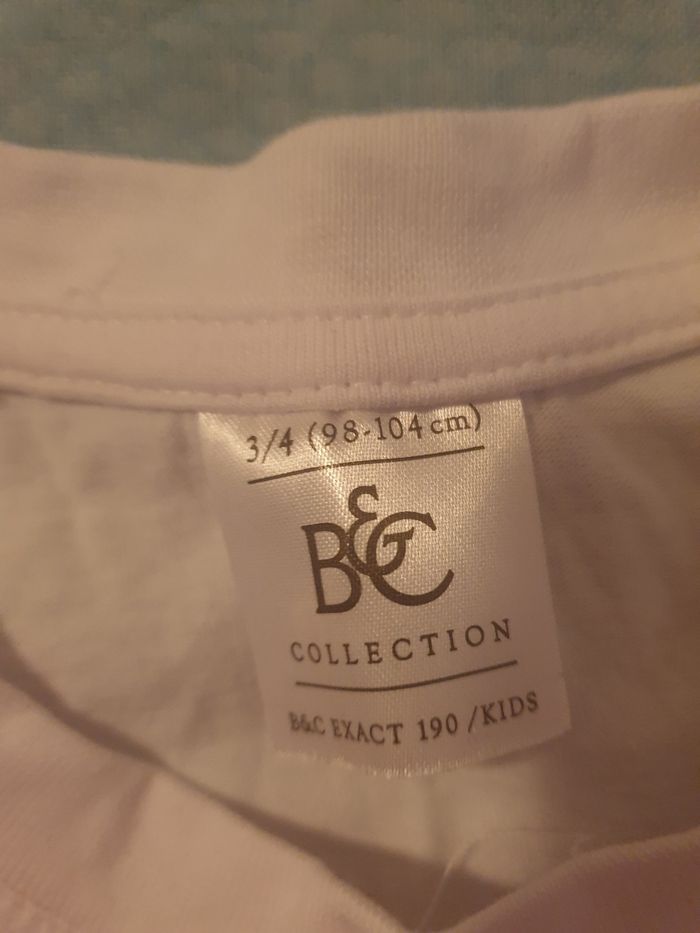 3/4 (98-104 cm)
B&C
COLLECTION
B&C EXACT 190 /KIDS